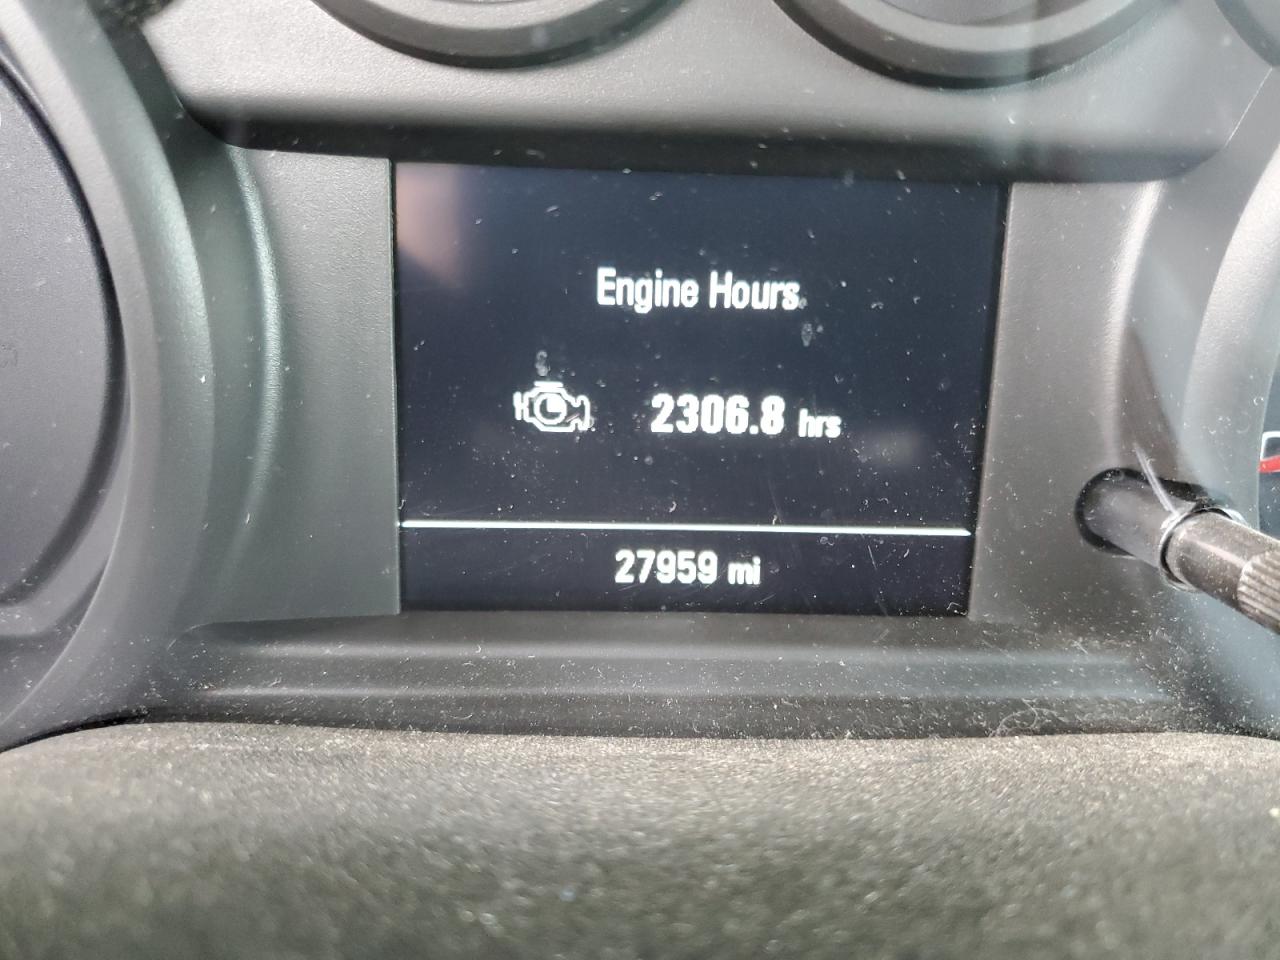 Engine Hours
2306.8 hrs
27959 mi